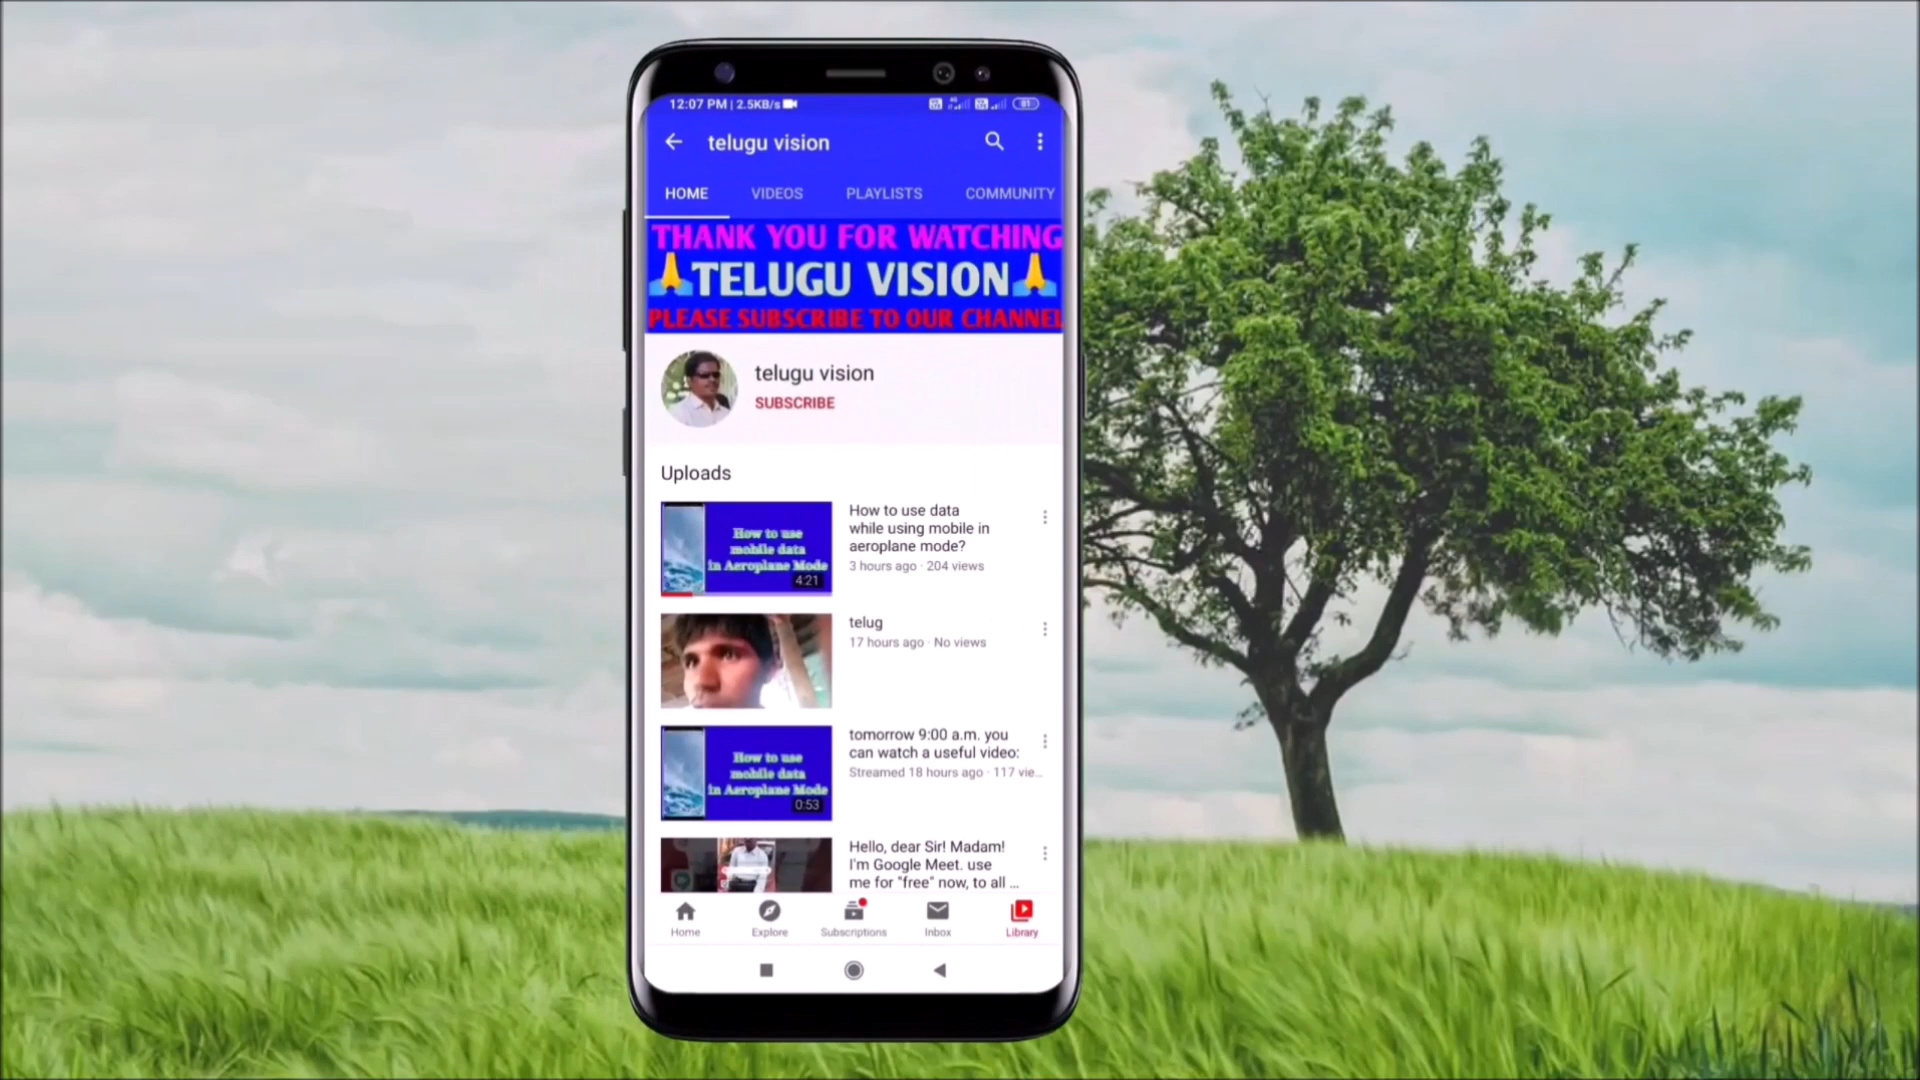 12:07 PM | 2.5KB/s
81
telugu vision
HOME VIDEOS PLAYLISTS COMMUNITY
THANK YOU FOR WATCHING
🙏TELUGU VISION🙏
PLEASE SUBSCRIBE TO OUR CHANNEL
telugu vision
SUBSCRIBE
Uploads
How to use
mobile data
in Aeroplane Mode
4:21
How to use data
while using mobile in
aeroplane mode?
3 hours ago · 204 views
telug
17 hours ago · No views
How to use
mobile data
in Aeroplane Mode
0:53
tomorrow 9:00 a.m. you
can watch a useful video:
Streamed 18 hours ago · 117 vie...
Hello, dear Sir! Madam!
I'm Google Meet. use
me for "free" now, to all ...
Home Explore Subscriptions Inbox Library